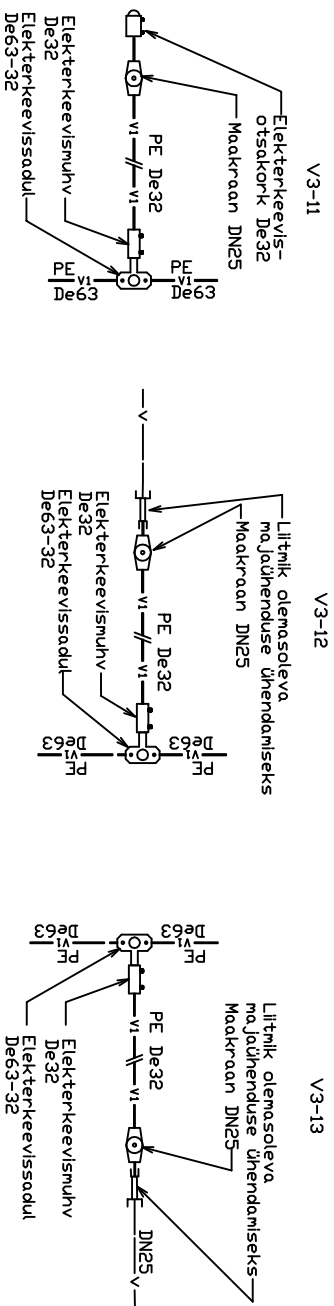 V3-11
Elekterkeevis-
otsakork De32
Maakraan DN25
PE De32
V1
V1
PE
V1
De63
PE
V1
De63
Elekterkeevismuhv
De32
Elekterkeevissadul
De63-32
V3-12
Liitmik olemasoleva
majaühenduse ühendamiseks
Maakraan DN25
V
PE De32
V1
V1
PE
V1
De63
PE
V1
De63
Elekterkeevismuhv
De32
Elekterkeevissadul
De63-32
V3-13
Liitmik olemasoleva
majaühenduse ühendamiseks
Maakraan DN25
PE
V1
De63
PE
V1
De63
PE De32
V1
V1
DN25
V
Elekterkeevismuhv
De32
Elekterkeevissadul
De63-32